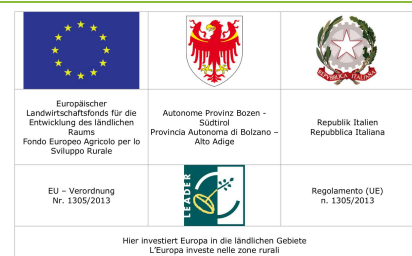 Europäischer
Landwirtschaftsfonds für die
Entwicklung des ländlichen
Raums
Fondo Europeo Agricolo per lo
Sviluppo Rurale
Autonome Provinz Bozen -
Südtirol
Provincia Autonoma di Bolzano –
Alto Adige
REPUBBLICA ITALIANA
Republik Italien
Repubblica Italiana
EU – Verordnung
Nr. 1305/2013
LEADER
Regolamento (UE)
n. 1305/2013
Hier investiert Europa in die ländlichen Gebiete
L'Europa investe nelle zone rurali